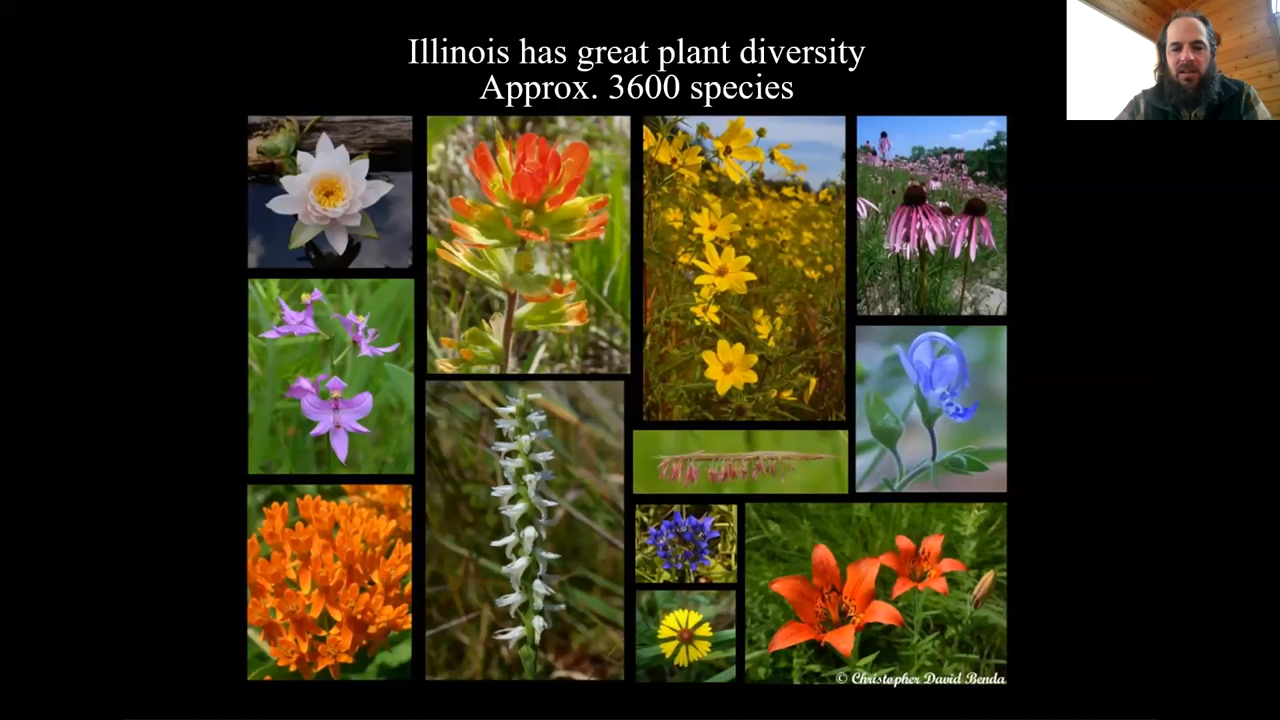 Illinois has great plant diversity
Approx. 3600 species
© Christopher David Benda